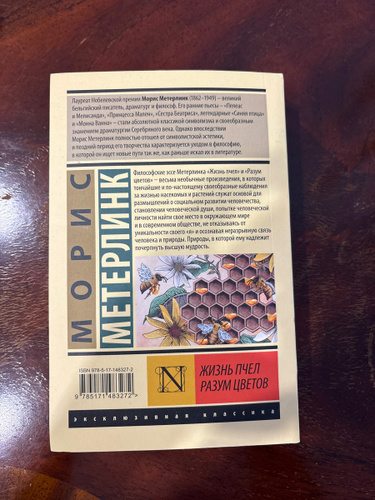 Лауреат Нобелевской премии Морис Метерлинк (1862–1949) – великий
бельгийский писатель, драматург и философ. Его ранние пьесы – «Пелеас
и Мелисанда», «Принцесса Мален», «Сестра Беатриса», легендарные «Синяя птица»
и «Монна Ванна» – стали абсолютной классикой символизма и своеобразным
знамением драматургии Серебряного века. Однако впоследствии
Морис Метерлинк полностью отошел от символистской эстетики,
и поздний период его творчества характеризуется уходом в философию,
в которой он ищет новые пути так же, как раньше искал их в литературе.
Философские эссе Метерлинка «Жизнь пчел» и «Разум
цветов» – весьма необычные произведения, в которых
тончайшие и по-настоящему своеобразные наблюдения
за жизнью насекомых и растений служат основой для
размышлений о социальном развитии человечества,
становлении человеческой души, попытке человеческой
личности найти свое место в окружающем мире
и в современном обществе, не отказываясь от
уникальности своего «я» и осознавая неразрывную связь
человека и природы. Природы, в которой ему надлежит
почерпнуть высшую мудрость.
МОРИС
МЕТЕРЛИНК
ISBN 978-5-17-148327-2
9 785171 483272 >
N
ЖИЗНЬ ПЧЕЛ
РАЗУМ ЦВЕТОВ
ЭКСКЛЮЗИВНАЯ КЛАССИКА